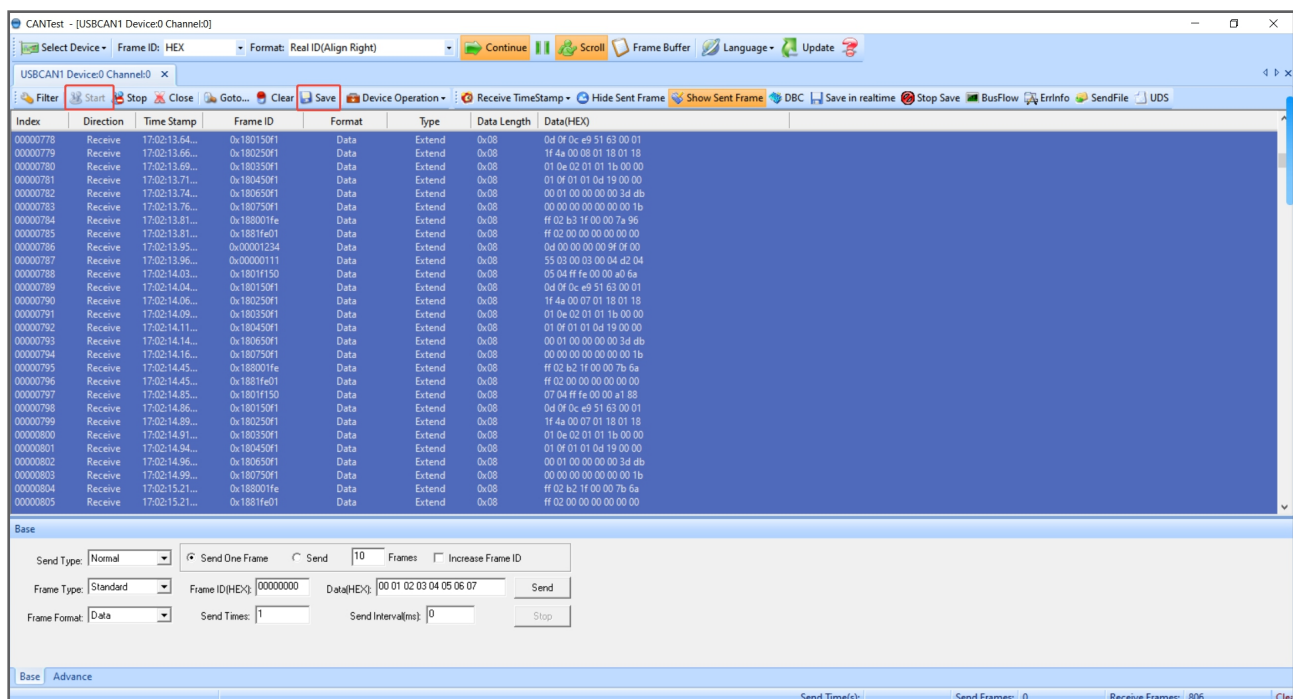 CANTest - [USBCAN1 Device:0 Channel:0]
Select Device Frame ID: HEX Format: Real ID(Align Right) Continue Scroll Frame Buffer Language Update
USBCAN1 Device:0 Channel:0
Filter Start Stop Close Goto... Clear Save Device Operation Receive TimeStamp Hide Sent Frame Show Sent Frame DBC Save in realtime Stop Save BusFlow ErrInfo SendFile UDS
Index Direction Time Stamp Frame ID Format Type Data Length Data(HEX)
00000778 Receive 17:02:13.64... 0x180150f1 Data Extend 0x08 0d 0f 0c e9 51 63 00 01
00000779 Receive 17:02:13.66... 0x180250f1 Data Extend 0x08 1f 4a 00 08 01 18 01 18
00000780 Receive 17:02:13.69... 0x180350f1 Data Extend 0x08 01 0e 02 01 01 1b 00 00
00000781 Receive 17:02:13.71... 0x180450f1 Data Extend 0x08 01 0f 01 01 0d 19 00 00
00000782 Receive 17:02:13.74... 0x180650f1 Data Extend 0x08 00 01 00 00 00 00 3d db
00000783 Receive 17:02:13.76... 0x180750f1 Data Extend 0x08 00 00 00 00 00 00 00 1b
00000784 Receive 17:02:13.81... 0x188001fe Data Extend 0x08 ff 02 b3 1f 00 00 7a 96
00000785 Receive 17:02:13.81... 0x1881fe01 Data Extend 0x08 ff 02 00 00 00 00 00 00
00000786 Receive 17:02:13.95... 0x00001234 Data Extend 0x08 0d 00 00 00 00 9f 0f 00
00000787 Receive 17:02:13.96... 0x00000111 Data Extend 0x08 55 03 00 03 00 04 d2 04
00000788 Receive 17:02:14.03... 0x1801f150 Data Extend 0x08 05 04 ff fe 00 00 a0 6a
00000789 Receive 17:02:14.04... 0x180150f1 Data Extend 0x08 0d 0f 0c e9 51 63 00 01
00000790 Receive 17:02:14.06... 0x180250f1 Data Extend 0x08 1f 4a 00 07 01 18 01 18
00000791 Receive 17:02:14.09... 0x180350f1 Data Extend 0x08 01 0e 02 01 01 1b 00 00
00000792 Receive 17:02:14.11... 0x180450f1 Data Extend 0x08 01 0f 01 01 0d 19 00 00
00000793 Receive 17:02:14.14... 0x180650f1 Data Extend 0x08 00 01 00 00 00 00 3d db
00000794 Receive 17:02:14.16... 0x180750f1 Data Extend 0x08 00 00 00 00 00 00 00 1b
00000795 Receive 17:02:14.45... 0x188001fe Data Extend 0x08 ff 02 b2 1f 00 00 7b 6a
00000796 Receive 17:02:14.45... 0x1881fe01 Data Extend 0x08 ff 02 00 00 00 00 00 00
00000797 Receive 17:02:14.85... 0x1801f150 Data Extend 0x08 07 04 ff fe 00 00 a1 88
00000798 Receive 17:02:14.86... 0x180150f1 Data Extend 0x08 0d 0f 0c e9 51 63 00 01
00000799 Receive 17:02:14.89... 0x180250f1 Data Extend 0x08 1f 4a 00 07 01 18 01 18
00000800 Receive 17:02:14.91... 0x180350f1 Data Extend 0x08 01 0e 02 01 01 1b 00 00
00000801 Receive 17:02:14.94... 0x180450f1 Data Extend 0x08 01 0f 01 01 0d 19 00 00
00000802 Receive 17:02:14.96... 0x180650f1 Data Extend 0x08 00 01 00 00 00 00 3d db
00000803 Receive 17:02:14.99... 0x180750f1 Data Extend 0x08 00 00 00 00 00 00 00 1b
00000804 Receive 17:02:15.21... 0x188001fe Data Extend 0x08 ff 02 b2 1f 00 00 7b 6a
00000805 Receive 17:02:15.21... 0x1881fe01 Data Extend 0x08 ff 02 00 00 00 00 00 00
Base
Send Type: Normal Send One Frame Send 10 Frames Increase Frame ID
Frame Type: Standard Frame ID(HEX): 00000000 Data(HEX): 00 01 02 03 04 05 06 07 Send
Frame Format: Data Send Times: 1 Send Interval(ms): 0 Stop
Base Advance
Send Time(s): Send Frames: 0 Receive Frames: 806 Clea